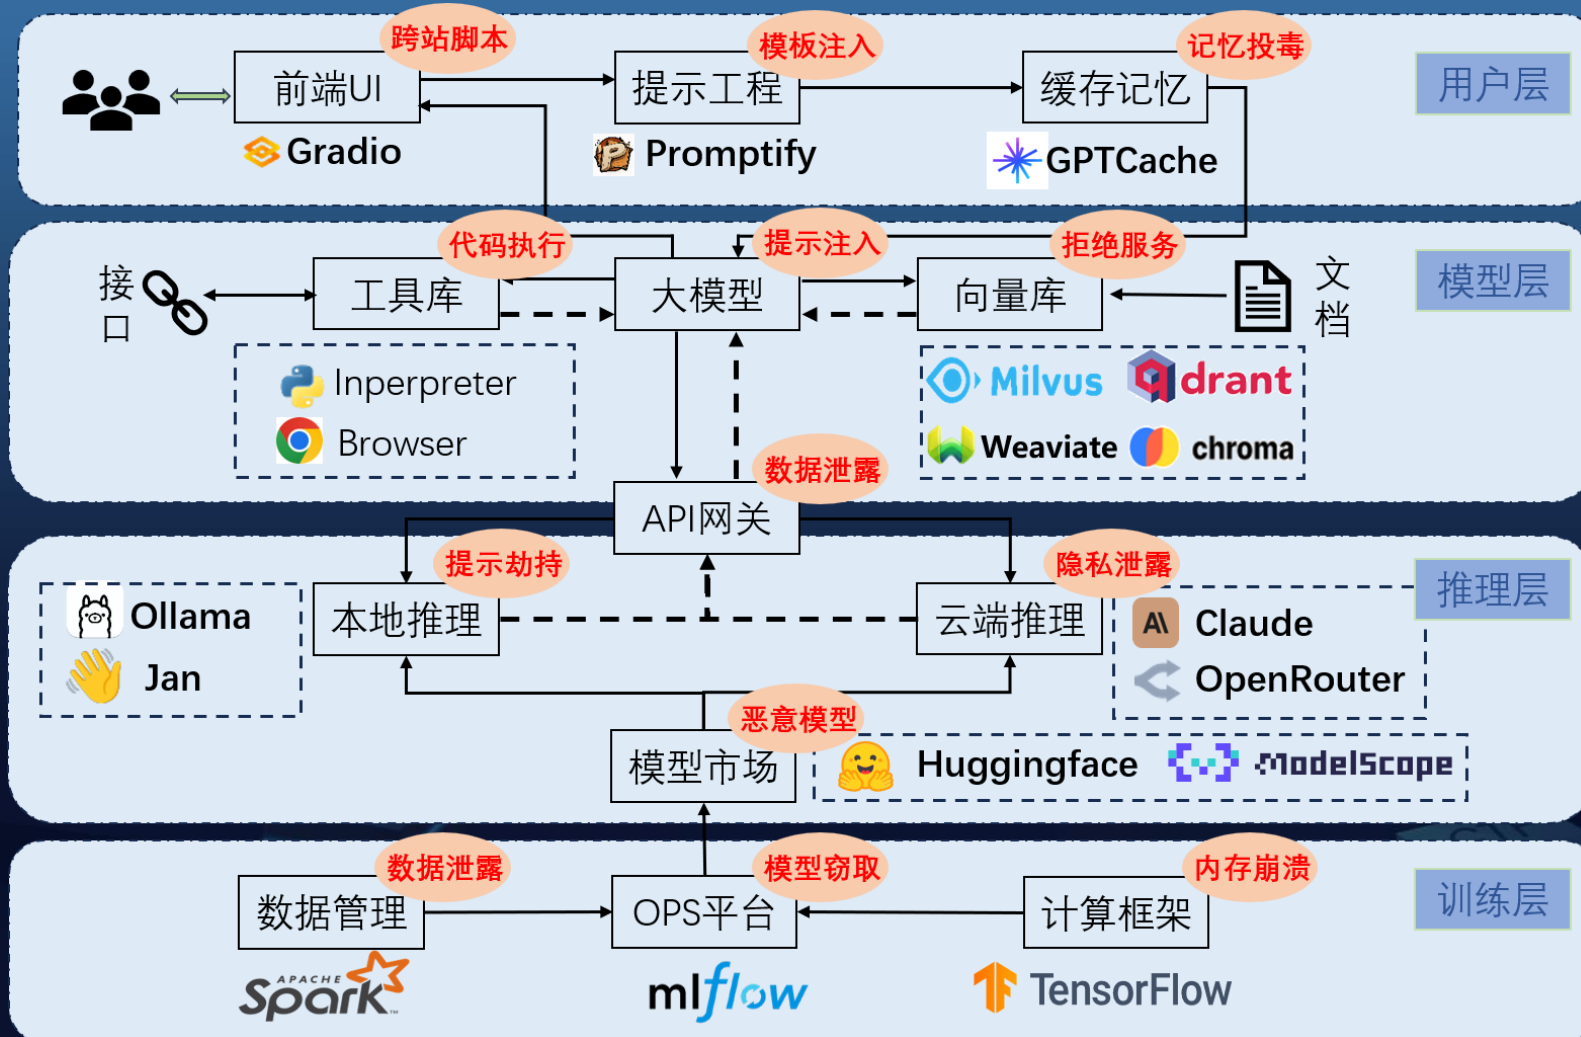 跨站脚本
模板注入
记忆投毒
前端UI
提示工程
缓存记忆
用户层
Gradio
Promptify
GPTCache
代码执行
提示注入
拒绝服务
接口
工具库
大模型
向量库
文档
模型层
Inperpreter
Browser
Milvus
qdrant
Weaviate
chroma
数据泄露
API网关
提示劫持
隐私泄露
推理层
Ollama
Jan
本地推理
云端推理
Claude
OpenRouter
恶意模型
模型市场
Huggingface
ModelScope
数据泄露
模型窃取
内存崩溃
数据管理
OPS平台
计算框架
训练层
APACHE
Spark™
mlflow
TensorFlow